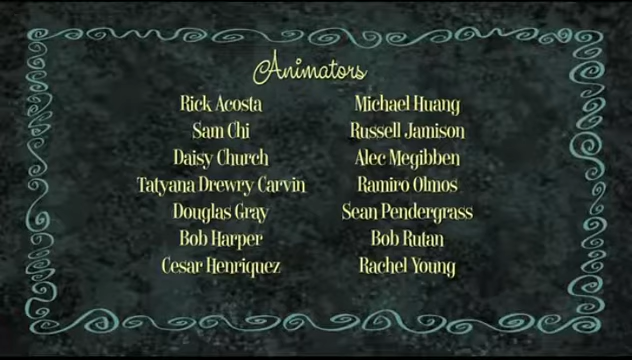 Animators
Rick Acosta
Sam Chi
Daisy Church
Tatyana Drewry Carvin
Douglas Gray
Bob Harper
Cesar Henriquez
Michael Huang
Russell Jamison
Alec Megibben
Ramiro Olmos
Sean Pendergrass
Bob Rutan
Rachel Young